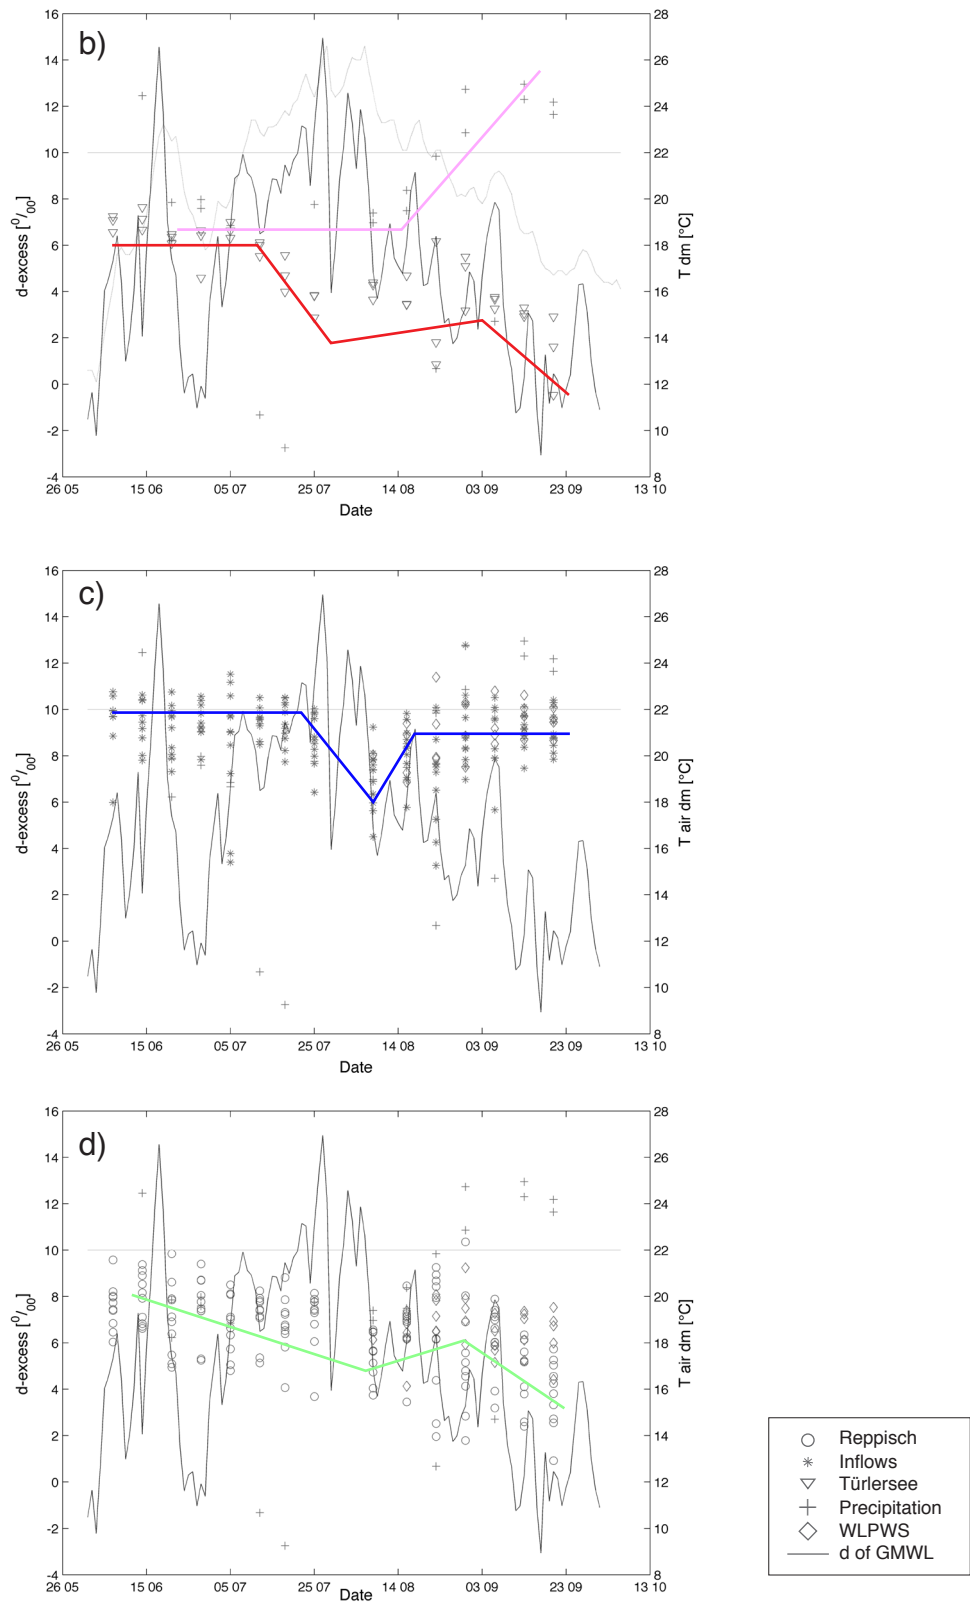 b)
16 14 12 10 8 6 4 2 0 -2 -4
d-excess [⁰/₀₀]
28 26 24 22 20 18 16 14 12 10 8
T dm [°C]
26 05 15 06 05 07 25 07 14 08 03 09 23 09 13 10
Date
c)
16 14 12 10 8 6 4 2 0 -2 -4
d-excess [⁰/₀₀]
28 26 24 22 20 18 16 14 12 10 8
T air dm [°C]
26 05 15 06 05 07 25 07 14 08 03 09 23 09 13 10
Date
d)
16 14 12 10 8 6 4 2 0 -2 -4
d-excess [⁰/₀₀]
28 26 24 22 20 18 16 14 12 10 8
T air dm [°C]
26 05 15 06 05 07 25 07 14 08 03 09 23 09 13 10
Date
Reppisch
Inflows
Türlersee
Precipitation
WLPWS
d of GMWL